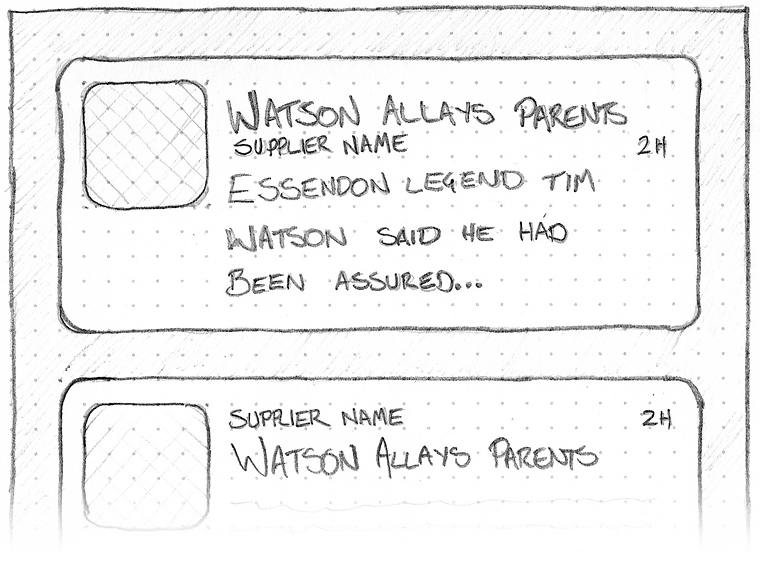 WATSON ALLAYS PARENTS
SUPPLIER NAME 2H
ESSENDON LEGEND TIM
WATSON SAID HE HAD
BEEN ASSURED...
SUPPLIER NAME 2H
WATSON ALLAYS PARENTS